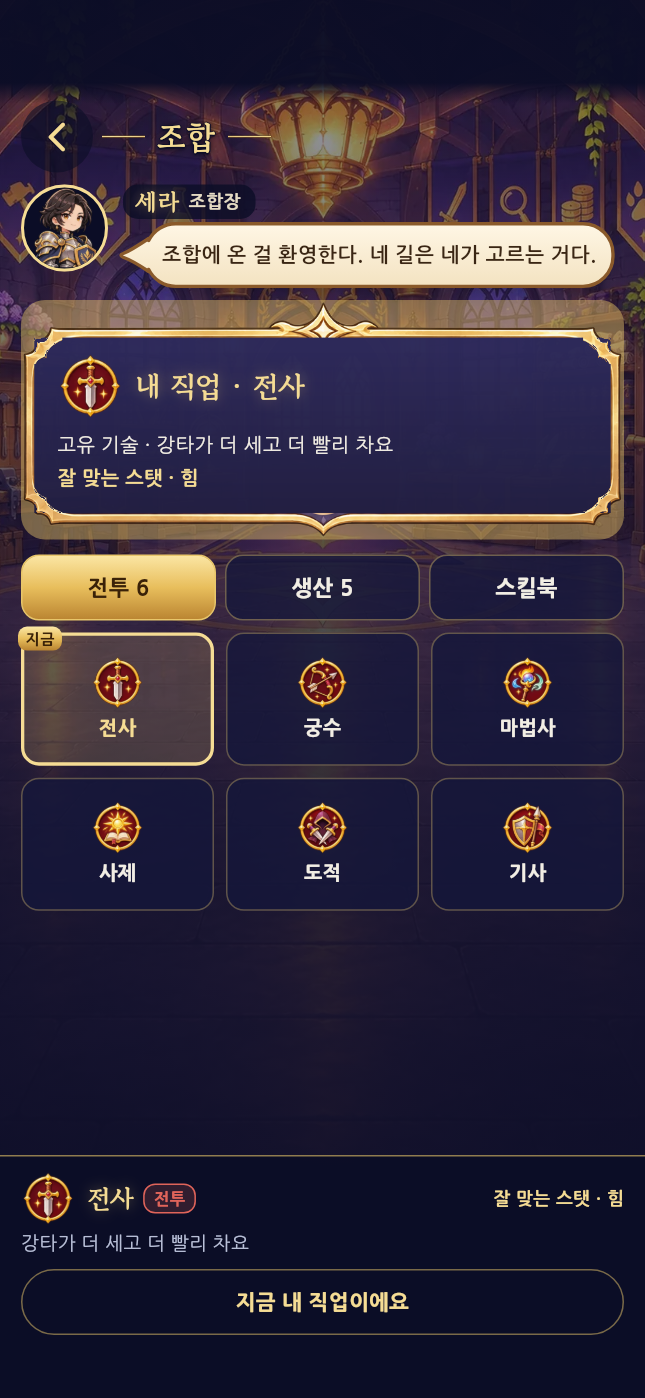 조합
세라 조합장
조합에 온 걸 환영한다. 네 길은 네가 고르는 거다.
내 직업 · 전사
고유 기술 · 강타가 더 세고 더 빨리 차요
잘 맞는 스탯 · 힘
전투 6
생산 5
스킬북
지금
전사
궁수
마법사
사제
도적
기사
전사 전투
잘 맞는 스탯 · 힘
강타가 더 세고 더 빨리 차요
지금 내 직업이에요